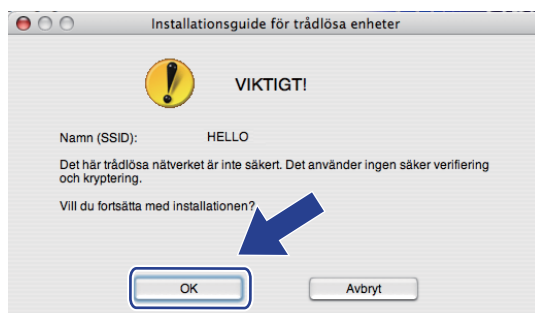 Installationsguide för trådlösa enheter
VIKTIGT!
Namn (SSID): HELLO
Det här trådlösa nätverket är inte säkert. Det använder ingen säker verifiering
och kryptering.
Vill du fortsätta med installationen?
OK Avbryt